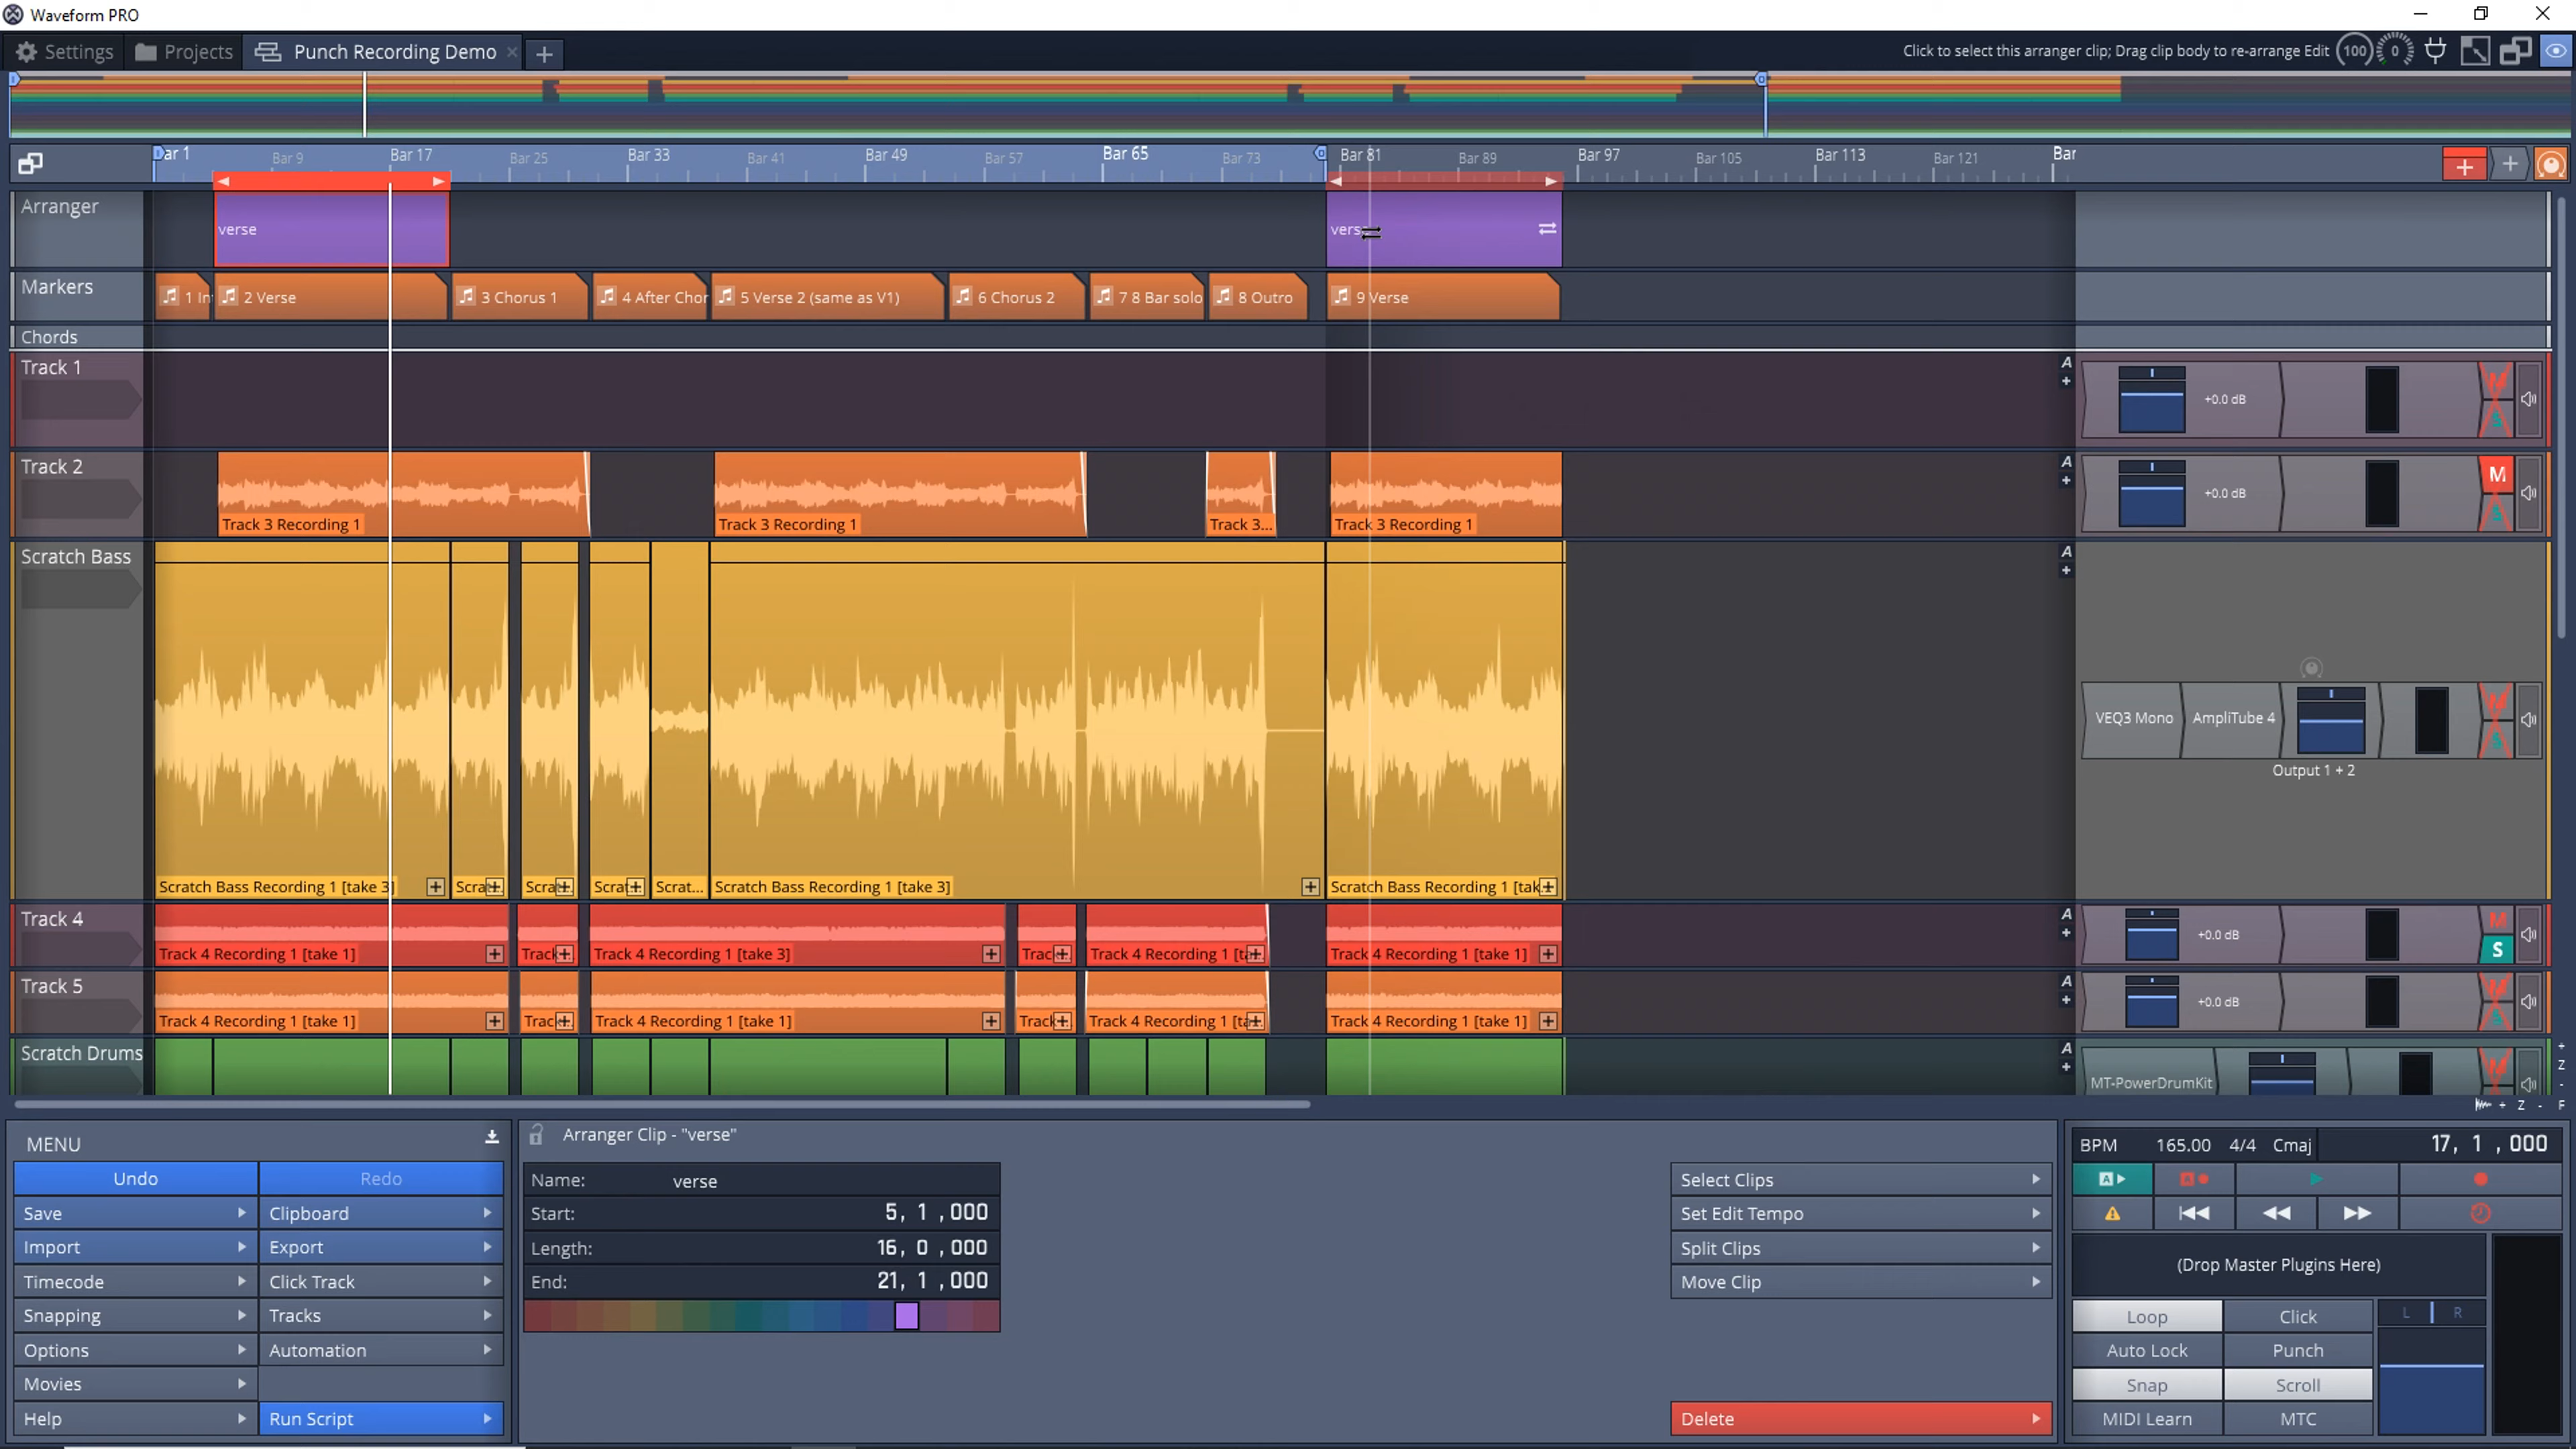 Waveform PRO
Settings Projects Punch Recording Demo Click to select this arranger clip; Drag clip body to re-arrange Edit 100 0
Bar 1 Bar 9 Bar 17 Bar 25 Bar 33 Bar 41 Bar 49 Bar 57 Bar 65 Bar 73 Bar 81 Bar 89 Bar 97 Bar 105 Bar 113 Bar 121 Bar
Arranger
verse
Markers
1 In 2 Verse 3 Chorus 1 4 After Chor 5 Verse 2 (same as V1) 6 Chorus 2 7 8 Bar solo 8 Outro 9 Verse
Chords
Track 1 A
+0.0 dB
Track 2 A
+0.0 dB M
Track 3 Recording 1 Track 3 Recording 1 Track 3... Track 3 Recording 1
Scratch Bass A
VEQ3 Mono AmpliTube 4
Output 1 + 2
Scratch Bass Recording 1 [take 3] Scratch Bass Recording 1 [take 3] Scratch Bass Recording 1 [tak
Track 4 A
+0.0 dB M S
Track 4 Recording 1 [take 1] Track Track 4 Recording 1 [take 3] Trac Track 4 Recording 1 [ta Track 4 Recording 1 [take 1]
Track 5 A
+0.0 dB
Track 4 Recording 1 [take 1] Trac Track 4 Recording 1 [take 1] Track Track 4 Recording 1 [ta Track 4 Recording 1 [take 1]
Scratch Drums A
MT-PowerDrumKit
Z
+ Z - F
MENU
Undo Redo
Save Clipboard
Import Export
Timecode Click Track
Snapping Tracks
Options Automation
Movies
Help Run Script
Arranger Clip - "verse"
Name: verse
Start: 5, 1 ,000
Length: 16, 0 ,000
End: 21, 1 ,000
Select Clips
Set Edit Tempo
Split Clips
Move Clip
Delete
BPM 165.00 4/4 Cmaj 17, 1 ,000
A A
(Drop Master Plugins Here)
Loop Click L R
Auto Lock Punch
Snap Scroll
MIDI Learn MTC